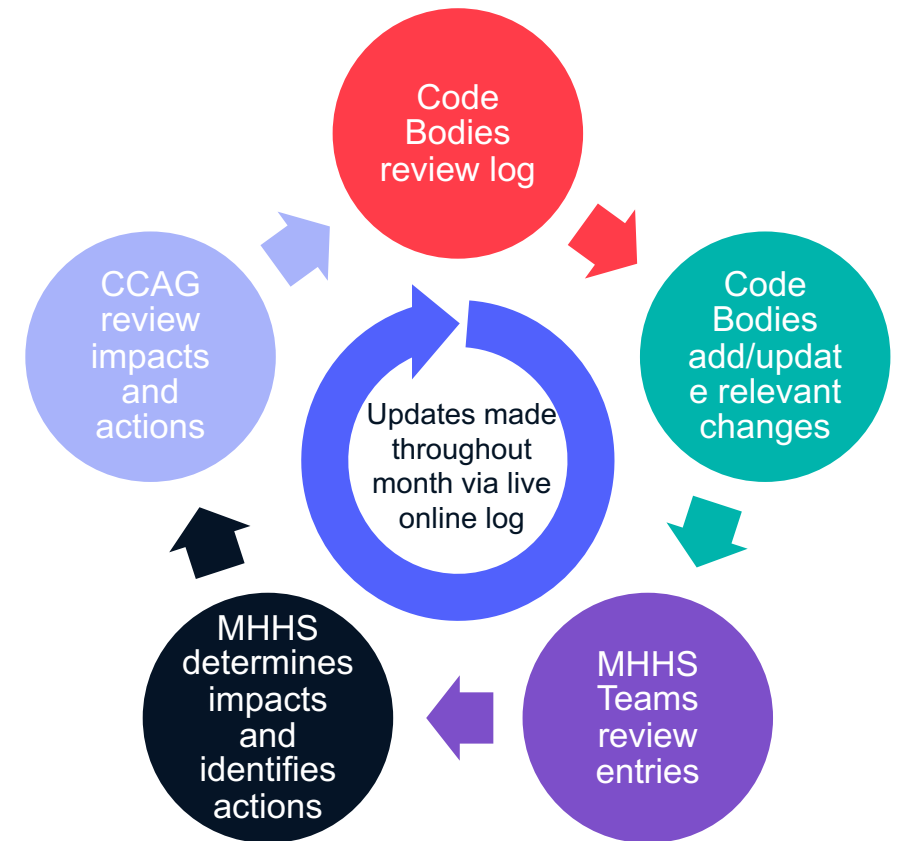 Code
Bodies
review log
Code
Bodies
add/updat
e relevant
changes
MHHS
Teams
review
entries
MHHS
determines
impacts
and
identifies
actions
CCAG
review
impacts
and
actions
Updates made
throughout
month via live
online log